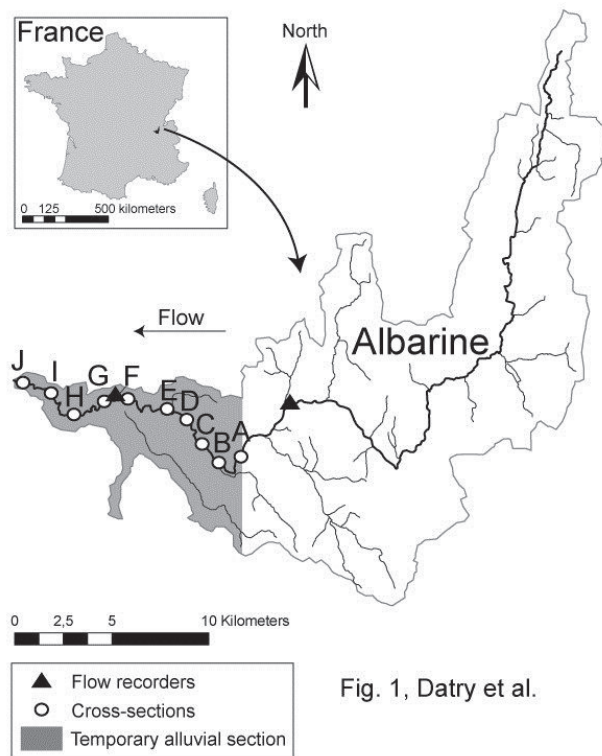 France
North
0 125 500 kilometers
Flow
Albarine
J
I
H
G
F
E
D
C
B
A
0 2,5 5 10 Kilometers
Flow recorders
Cross-sections
Temporary alluvial section
Fig. 1, Datry et al.